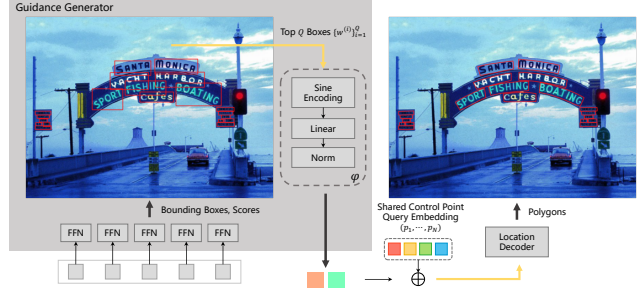 Guidance Generator
Top Q Boxes {w^(i)}_{i=1}^Q
SANTA MONICA
YACHT HARBOR
SPORT FISHING BOATING
Cafes
Sine
Encoding
Linear
Norm
φ
SANTA MONICA
YACHT HARBOR
SPORT FISHING BOATING
Cafes
Bounding Boxes, Scores
FFN FFN FFN FFN FFN
Shared Control Point
Query Embedding
(p_1, ⋯, p_N)
Polygons
Location
Decoder